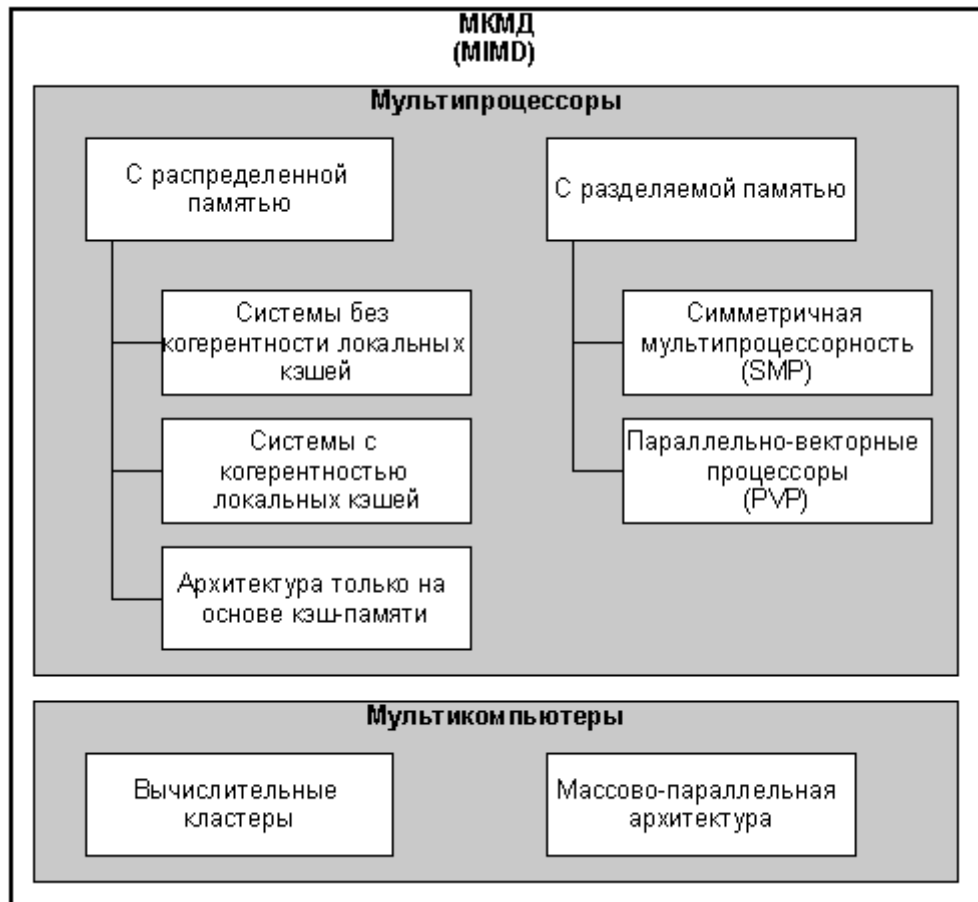 МКМД
(MIMD)
Мультипроцессоры
С распределенной
памятью
С разделяемой памятью
Системы без
когерентности локальных
кэшей
Системы с
когерентностью
локальных кэшей
Архитектура только на
основе кэш-памяти
Симметричная
мультипроцессорность
(SMP)
Параллельно-векторные
процессоры
(PVP)
Мультикомпьютеры
Вычислительные
кластеры
Массово-параллельная
архитектура